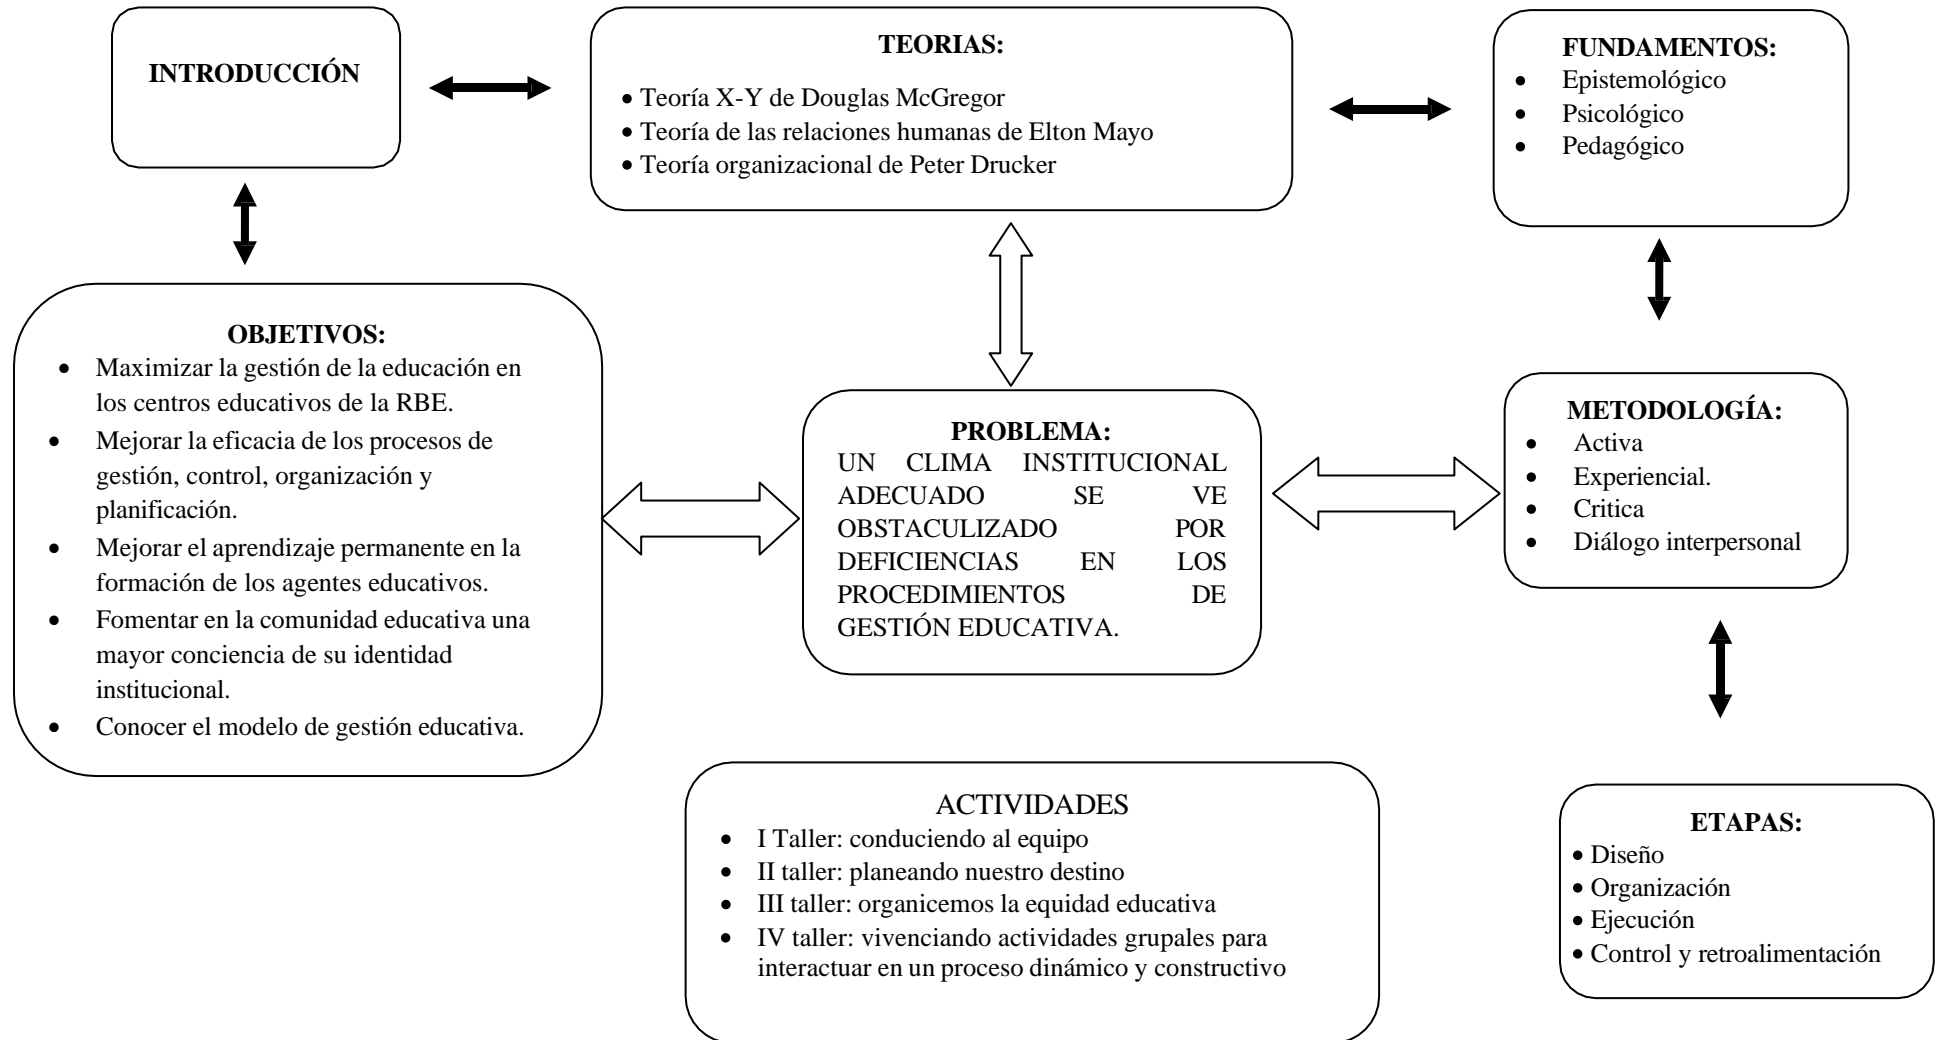 INTRODUCCIÓN
TEORIAS:
• Teoría X-Y de Douglas McGregor
• Teoría de las relaciones humanas de Elton Mayo
• Teoría organizacional de Peter Drucker
FUNDAMENTOS:
• Epistemológico
• Psicológico
• Pedagógico
OBJETIVOS:
• Maximizar la gestión de la educación en
los centros educativos de la RBE.
• Mejorar la eficacia de los procesos de
gestión, control, organización y
planificación.
• Mejorar el aprendizaje permanente en la
formación de los agentes educativos.
• Fomentar en la comunidad educativa una
mayor conciencia de su identidad
institucional.
• Conocer el modelo de gestión educativa.
PROBLEMA:
UN CLIMA INSTITUCIONAL
ADECUADO SE VE
OBSTACULIZADO POR
DEFICIENCIAS EN LOS
PROCEDIMIENTOS DE
GESTIÓN EDUCATIVA.
METODOLOGÍA:
• Activa
• Experiencial.
• Critica
• Diálogo interpersonal
ACTIVIDADES
• I Taller: conduciendo al equipo
• II taller: planeando nuestro destino
• III taller: organicemos la equidad educativa
• IV taller: vivenciando actividades grupales para
interactuar en un proceso dinámico y constructivo
ETAPAS:
• Diseño
• Organización
• Ejecución
• Control y retroalimentación